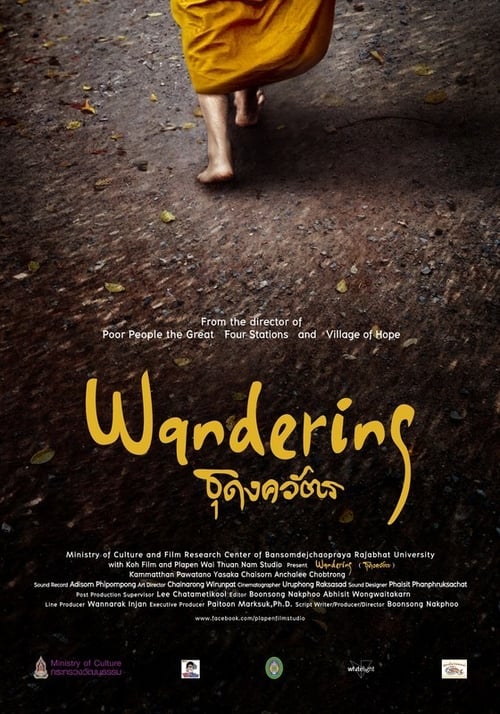 From the director of
Poor People the Great   Four Stations   and   Village of Hope
Wandering
ธุดงควัตร
Ministry of Culture and Film Research Center of Bansomdejchaopraya Rajabhat University
with Koh Film and Plapen Wai Thuan Nam Studio Present Wandering (ธุดงควัตร)
Kammatthan Pawatano Yasaka Chaisorn Anchalee Chobtrong
Sound Record Adisorn Phipompong Art Director Chainarong Wirunpat Cinematographer Uruphong Raksasad Sound Designer Phaisit Phanphruksachat
Post Production Supervisor Lee Chatametikool Editor Boonsong Nakphoo Abhisit Wongwaitakarn
Line Producer Wannarak Injan Executive Producer Paitoon Marksuk,Ph.D. Script Writer/Producer/Director Boonsong Nakphoo
www.facebook.com/plapenfilmstudio
Ministry of Culture
กระทรวงวัฒนธรรม
whitelight